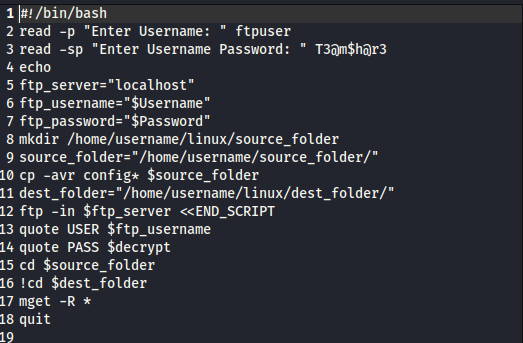 1 #!/bin/bash
2 read -p "Enter Username: " ftpuser
3 read -sp "Enter Username Password: " T3@m$h@r3
4 echo
5 ftp_server="localhost"
6 ftp_username="$Username"
7 ftp_password="$Password"
8 mkdir /home/username/linux/source_folder
9 source_folder="/home/username/source_folder/"
10 cp -avr config* $source_folder
11 dest_folder="/home/username/linux/dest_folder/"
12 ftp -in $ftp_server <<END_SCRIPT
13 quote USER $ftp_username
14 quote PASS $decrypt
15 cd $source_folder
16 !cd $dest_folder
17 mget -R *
18 quit
19